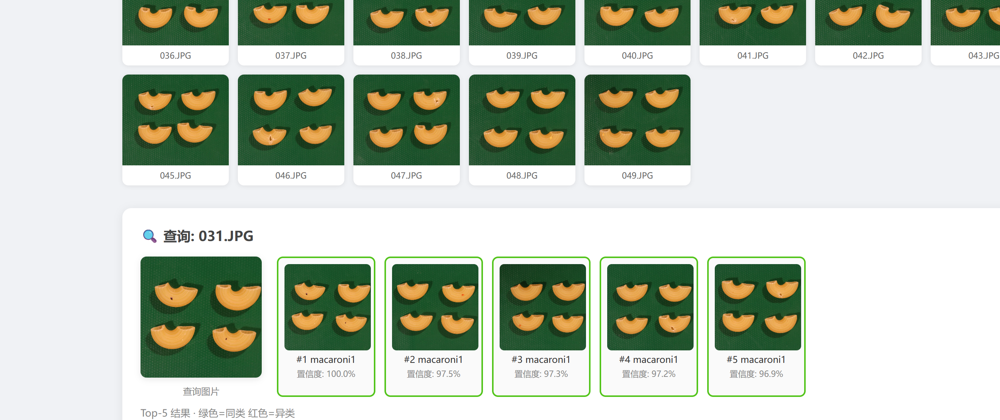 036.JPG
037.JPG
038.JPG
039.JPG
040.JPG
041.JPG
042.JPG
043.JPG
045.JPG
046.JPG
047.JPG
048.JPG
049.JPG
查询: 031.JPG
#1 macaroni1
置信度: 100.0%
#2 macaroni1
置信度: 97.5%
#3 macaroni1
置信度: 97.3%
#4 macaroni1
置信度: 97.2%
#5 macaroni1
置信度: 96.9%
查询图片
Top-5 结果 · 绿色=同类 红色=异类